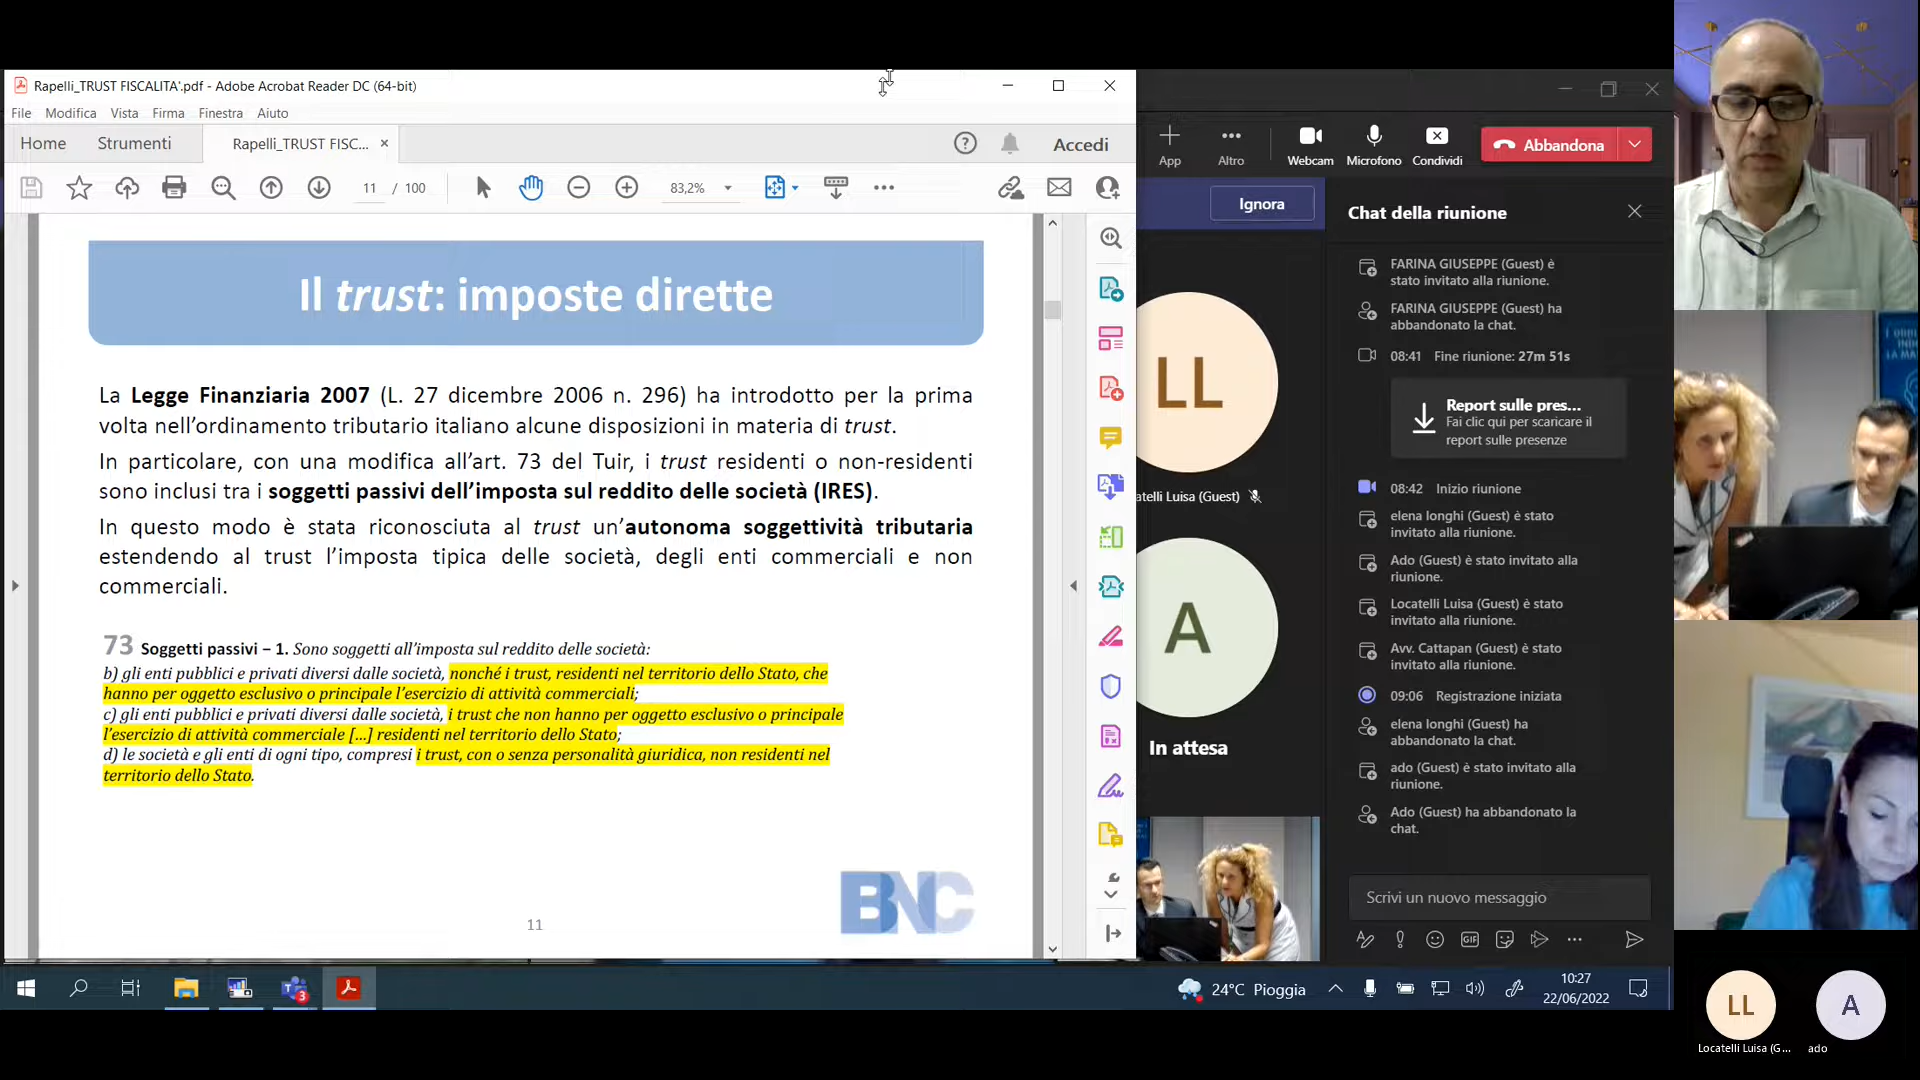 Rapelli_TRUST FISCALITA'.pdf - Adobe Acrobat Reader DC (64-bit)
File Modifica Vista Firma Finestra Aiuto
Home Strumenti Rapelli_TRUST FISC... Accedi
11 / 100 83,2%
Il trust: imposte dirette
La Legge Finanziaria 2007 (L. 27 dicembre 2006 n. 296) ha introdotto per la prima
volta nell’ordinamento tributario italiano alcune disposizioni in materia di trust.
In particolare, con una modifica all’art. 73 del Tuir, i trust residenti o non-residenti
sono inclusi tra i soggetti passivi dell’imposta sul reddito delle società (IRES).
In questo modo è stata riconosciuta al trust un’autonoma soggettività tributaria
estendendo al trust l’imposta tipica delle società, degli enti commerciali e non
commerciali.
73 Soggetti passivi – 1. Sono soggetti all’imposta sul reddito delle società:
b) gli enti pubblici e privati diversi dalle società, nonché i trust, residenti nel territorio dello Stato, che
hanno per oggetto esclusivo o principale l’esercizio di attività commerciali;
c) gli enti pubblici e privati diversi dalle società, i trust che non hanno per oggetto esclusivo o principale
l’esercizio di attività commerciale [...] residenti nel territorio dello Stato;
d) le società e gli enti di ogni tipo, compresi i trust, con o senza personalità giuridica, non residenti nel
territorio dello Stato.
11
BNC
App Altro Webcam Microfono Condividi Abbandona
Ignora
LL
atelli Luisa (Guest)
A
In attesa
Chat della riunione
FARINA GIUSEPPE (Guest) è
stato invitato alla riunione.
FARINA GIUSEPPE (Guest) ha
abbandonato la chat.
08:41 Fine riunione: 27m 51s
Report sulle pres...
Fai clic qui per scaricare il
report sulle presenze
08:42 Inizio riunione
elena longhi (Guest) è stato
invitato alla riunione.
Ado (Guest) è stato invitato alla
riunione.
Locatelli Luisa (Guest) è stato
invitato alla riunione.
Avv. Cattapan (Guest) è stato
invitato alla riunione.
09:06 Registrazione iniziata
elena longhi (Guest) ha
abbandonato la chat.
ado (Guest) è stato invitato alla
riunione.
Ado (Guest) ha abbandonato la
chat.
Scrivi un nuovo messaggio
GIF
3
24°C Pioggia
10:27
22/06/2022
LL
Locatelli Luisa (G...
A
ado